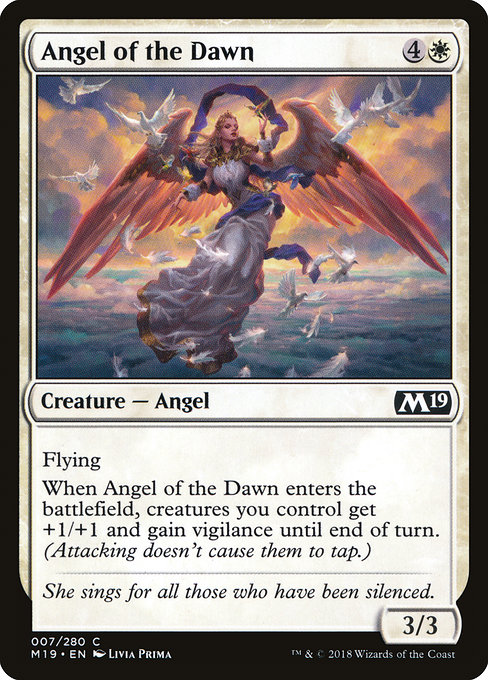 Angel of the Dawn 4
Creature — Angel M19
Flying
When Angel of the Dawn enters the
battlefield, creatures you control get
+1/+1 and gain vigilance until end of turn.
(Attacking doesn't cause them to tap.)
She sings for all those who have been silenced.
3/3
007/280 C
M19 • EN Livia Prima ™ & © 2018 Wizards of the Coast